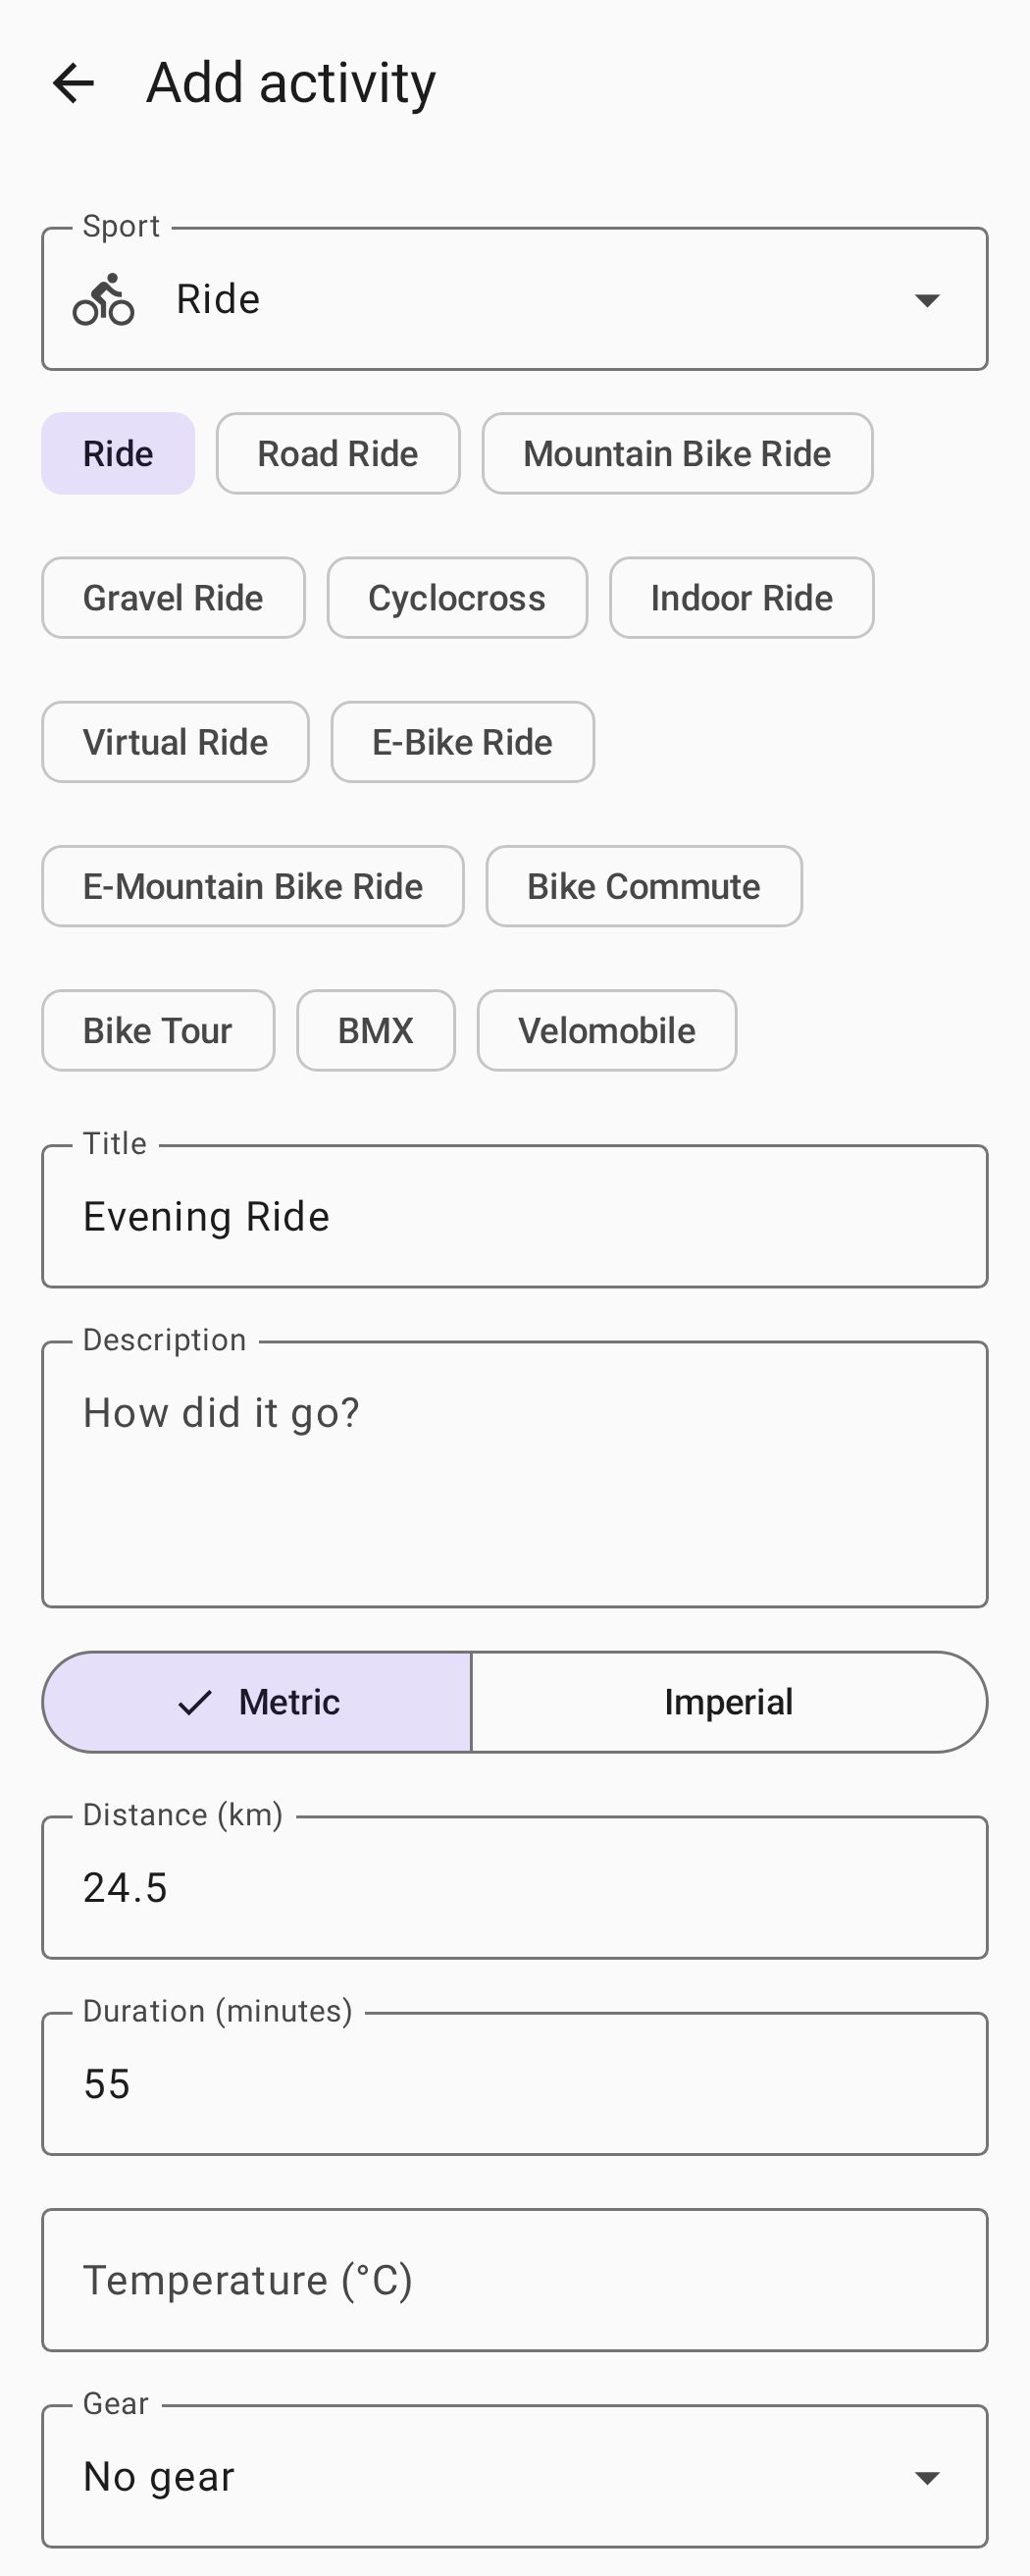 Add activity
Sport
Ride
Ride Road Ride Mountain Bike Ride
Gravel Ride Cyclocross Indoor Ride
Virtual Ride E-Bike Ride
E-Mountain Bike Ride Bike Commute
Bike Tour BMX Velomobile
Title
Evening Ride
Description
How did it go?
Metric Imperial
Distance (km)
24.5
Duration (minutes)
55
Temperature (°C)
Gear
No gear